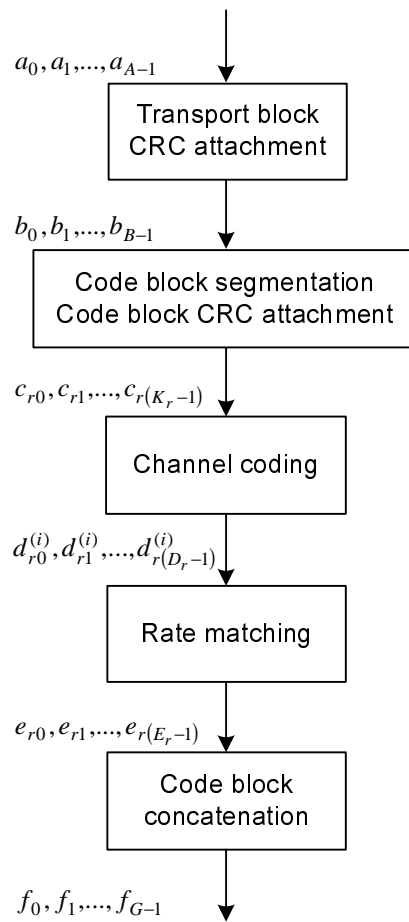 a_0, a_1,..., a_{A-1}
Transport block
CRC attachment
b_0, b_1,..., b_{B-1}
Code block segmentation
Code block CRC attachment
c_{r0}, c_{r1},..., c_{r(K_r-1)}
Channel coding
d_{r0}^{(i)}, d_{r1}^{(i)},..., d_{r(D_r-1)}^{(i)}
Rate matching
e_{r0}, e_{r1},..., e_{r(E_r-1)}
Code block
concatenation
f_0, f_1,..., f_{G-1}